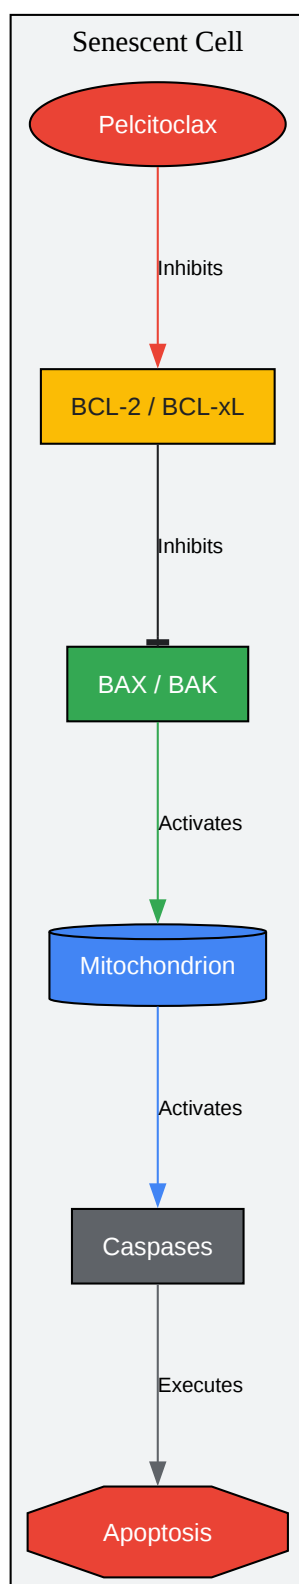 Senescent Cell
Pelcitoclax
Inhibits
BCL-2 / BCL-xL
Inhibits
BAX / BAK
Activates
Mitochondrion
Activates
Caspases
Executes
Apoptosis